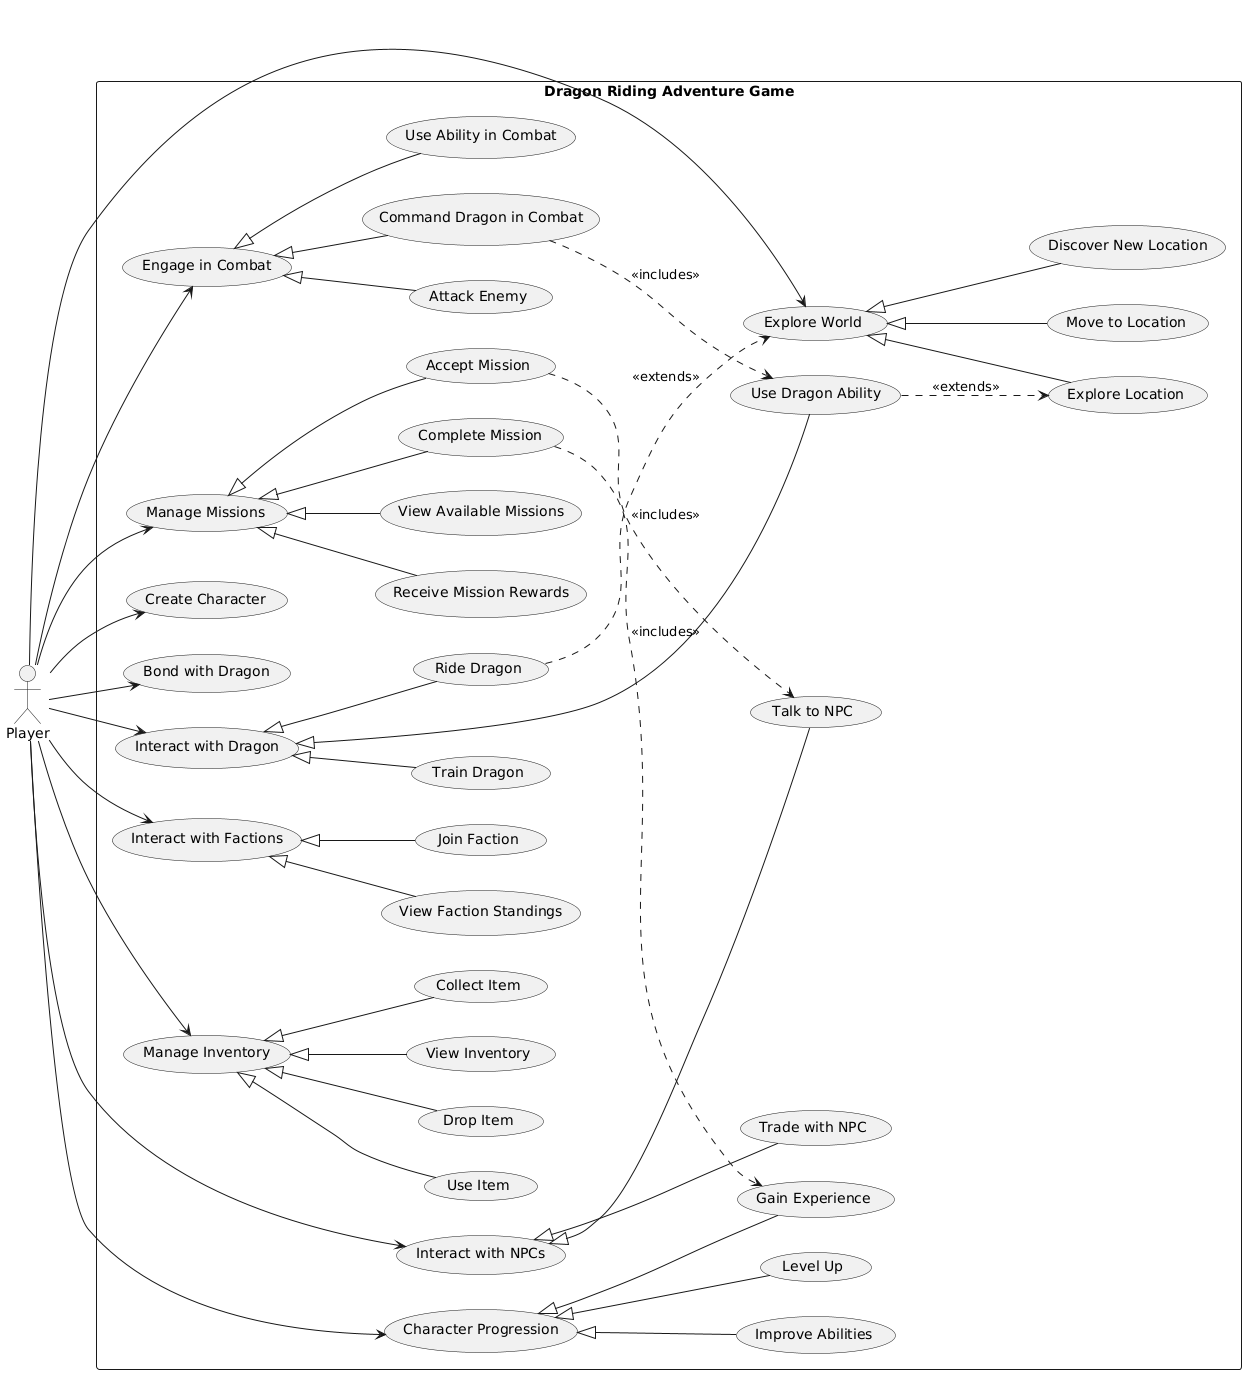 Dragon Riding Adventure Game
Use Ability in Combat
Command Dragon in Combat
Discover New Location
Engage in Combat
«includes»
Attack Enemy
Explore World
Move to Location
Accept Mission
«extends»
Use Dragon Ability
«extends»
Explore Location
Complete Mission
Manage Missions
View Available Missions
«includes»
Receive Mission Rewards
Create Character
«includes»
Bond with Dragon
Ride Dragon
Talk to NPC
Player
Interact with Dragon
Train Dragon
Interact with Factions
Join Faction
View Faction Standings
Collect Item
Manage Inventory
View Inventory
Drop Item
Trade with NPC
Use Item
Gain Experience
Interact with NPCs
Level Up
Character Progression
Improve Abilities